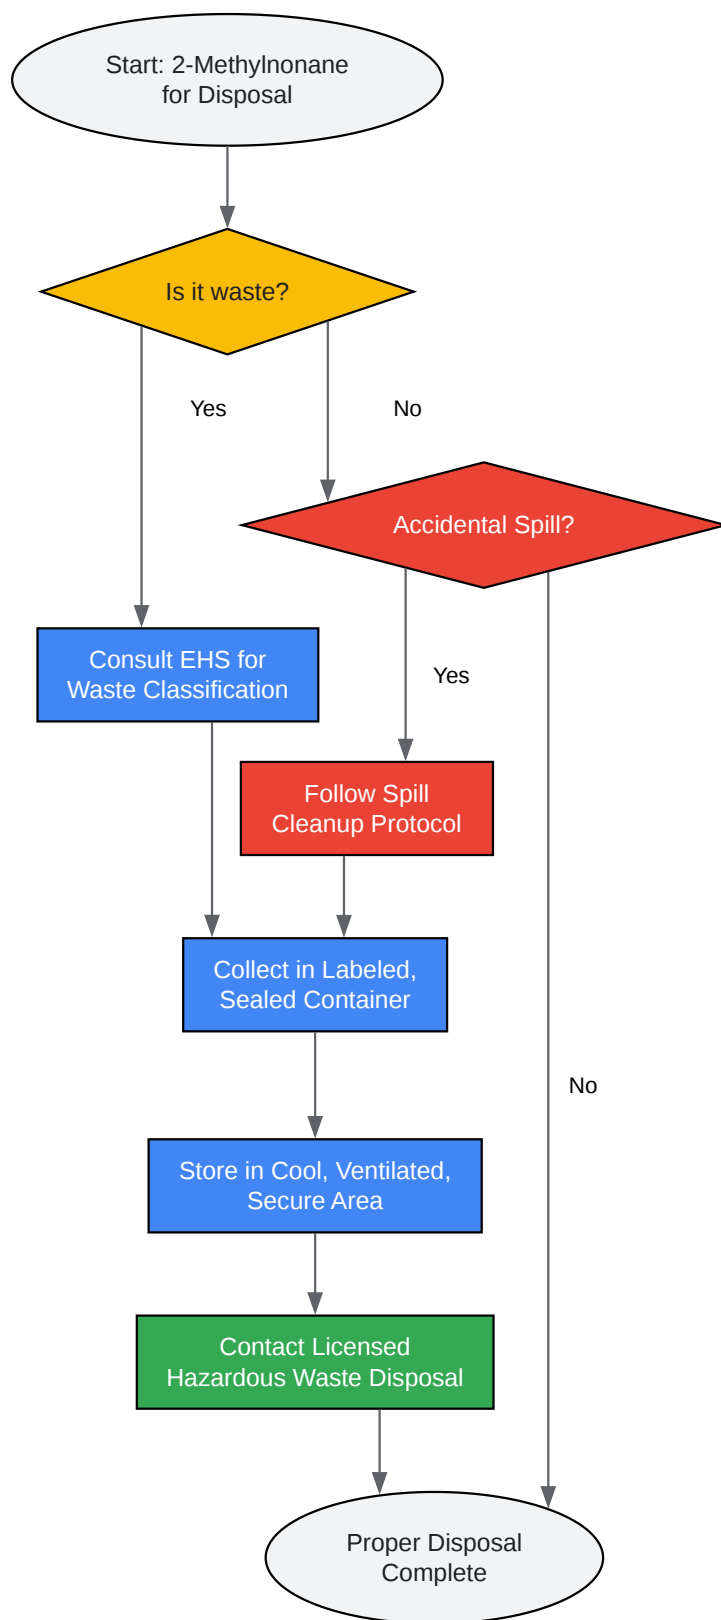 Start: 2-Methylnonane
for Disposal
Is it waste?
Yes
No
Accidental Spill?
Consult EHS for
Waste Classification
Yes
Follow Spill
Cleanup Protocol
Collect in Labeled,
Sealed Container
No
Store in Cool, Ventilated,
Secure Area
Contact Licensed
Hazardous Waste Disposal
Proper Disposal
Complete